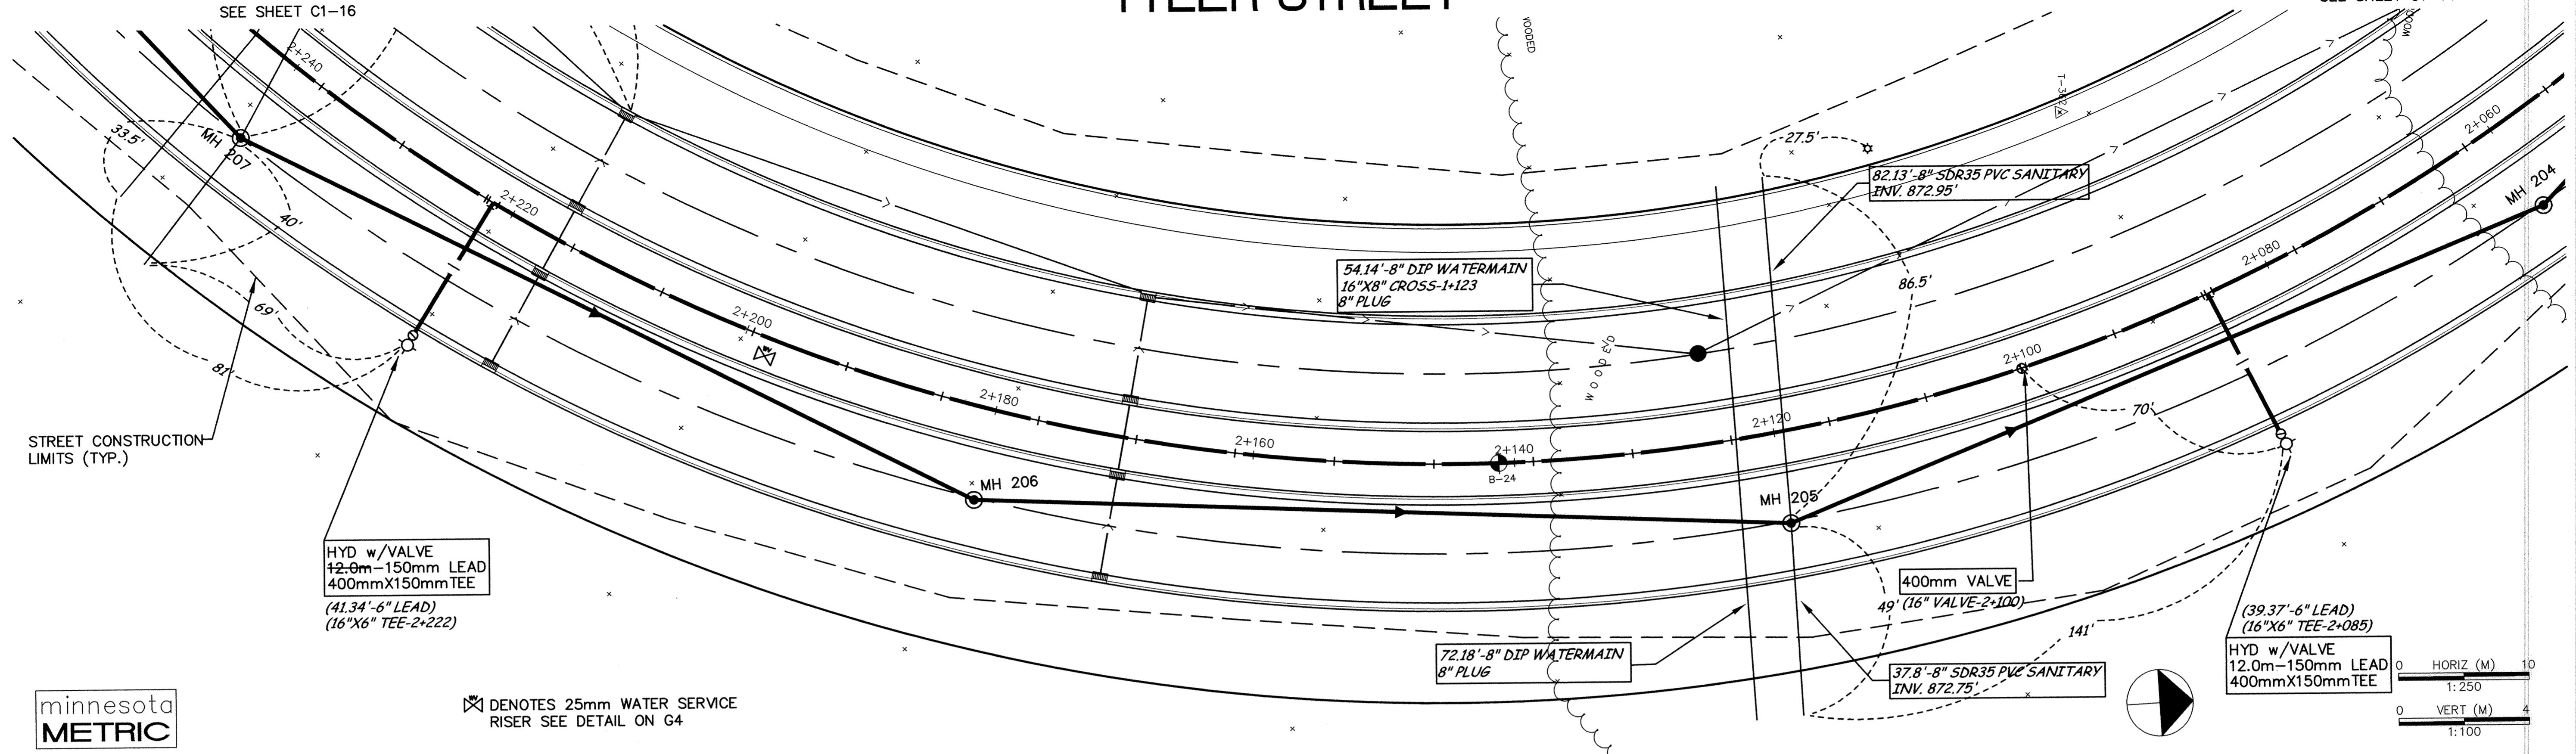 SEE SHEET C1-16
2+240
MH 207
33.5'
40'
69'
81'
2+220
2+200
2+180
2+160
2+140
B-24
2+120
2+100
2+080
2+060
MH 206
MH 205
MH 204
WOODED
WOODED
T-362
27.5'
86.5'
70'
49'
141'
82.13'-8" SDR35 PVC SANITARY
INV. 872.95'
54.14'-8" DIP WATERMAIN
16"X8" CROSS-1+123
8" PLUG
STREET CONSTRUCTION
LIMITS (TYP.)
HYD w/VALVE
12.0m-150mm LEAD
400mmX150mmTEE
(41.34'-6" LEAD)
(16"X6" TEE-2+222)
400mm VALVE
(16" VALVE-2+100)
72.18'-8" DIP WATERMAIN
8" PLUG
37.8'-8" SDR35 PVC SANITARY
INV. 872.75'
(39.37'-6" LEAD)
(16"X6" TEE-2+085)
HYD w/VALVE
12.0m-150mm LEAD
400mmX150mmTEE
minnesota
METRIC
DENOTES 25mm WATER SERVICE
RISER SEE DETAIL ON G4
0 HORIZ (M) 10
1:250
0 VERT (M) 4
1:100